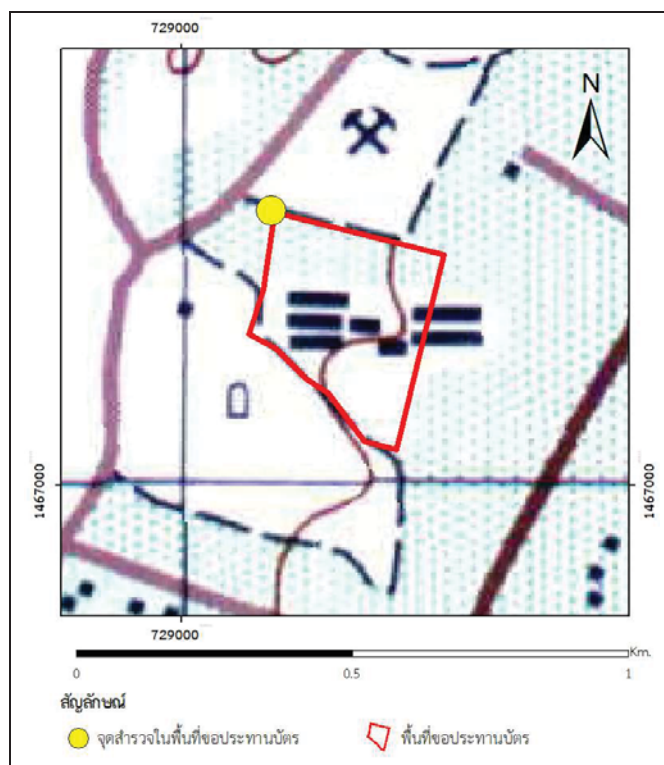 729000
N
1467000
1467000
729000
Km.
0 0.5 1
สัญลักษณ์
จุดสำรวจในพื้นที่ขอประทานบัตร
พื้นที่ขอประทานบัตร